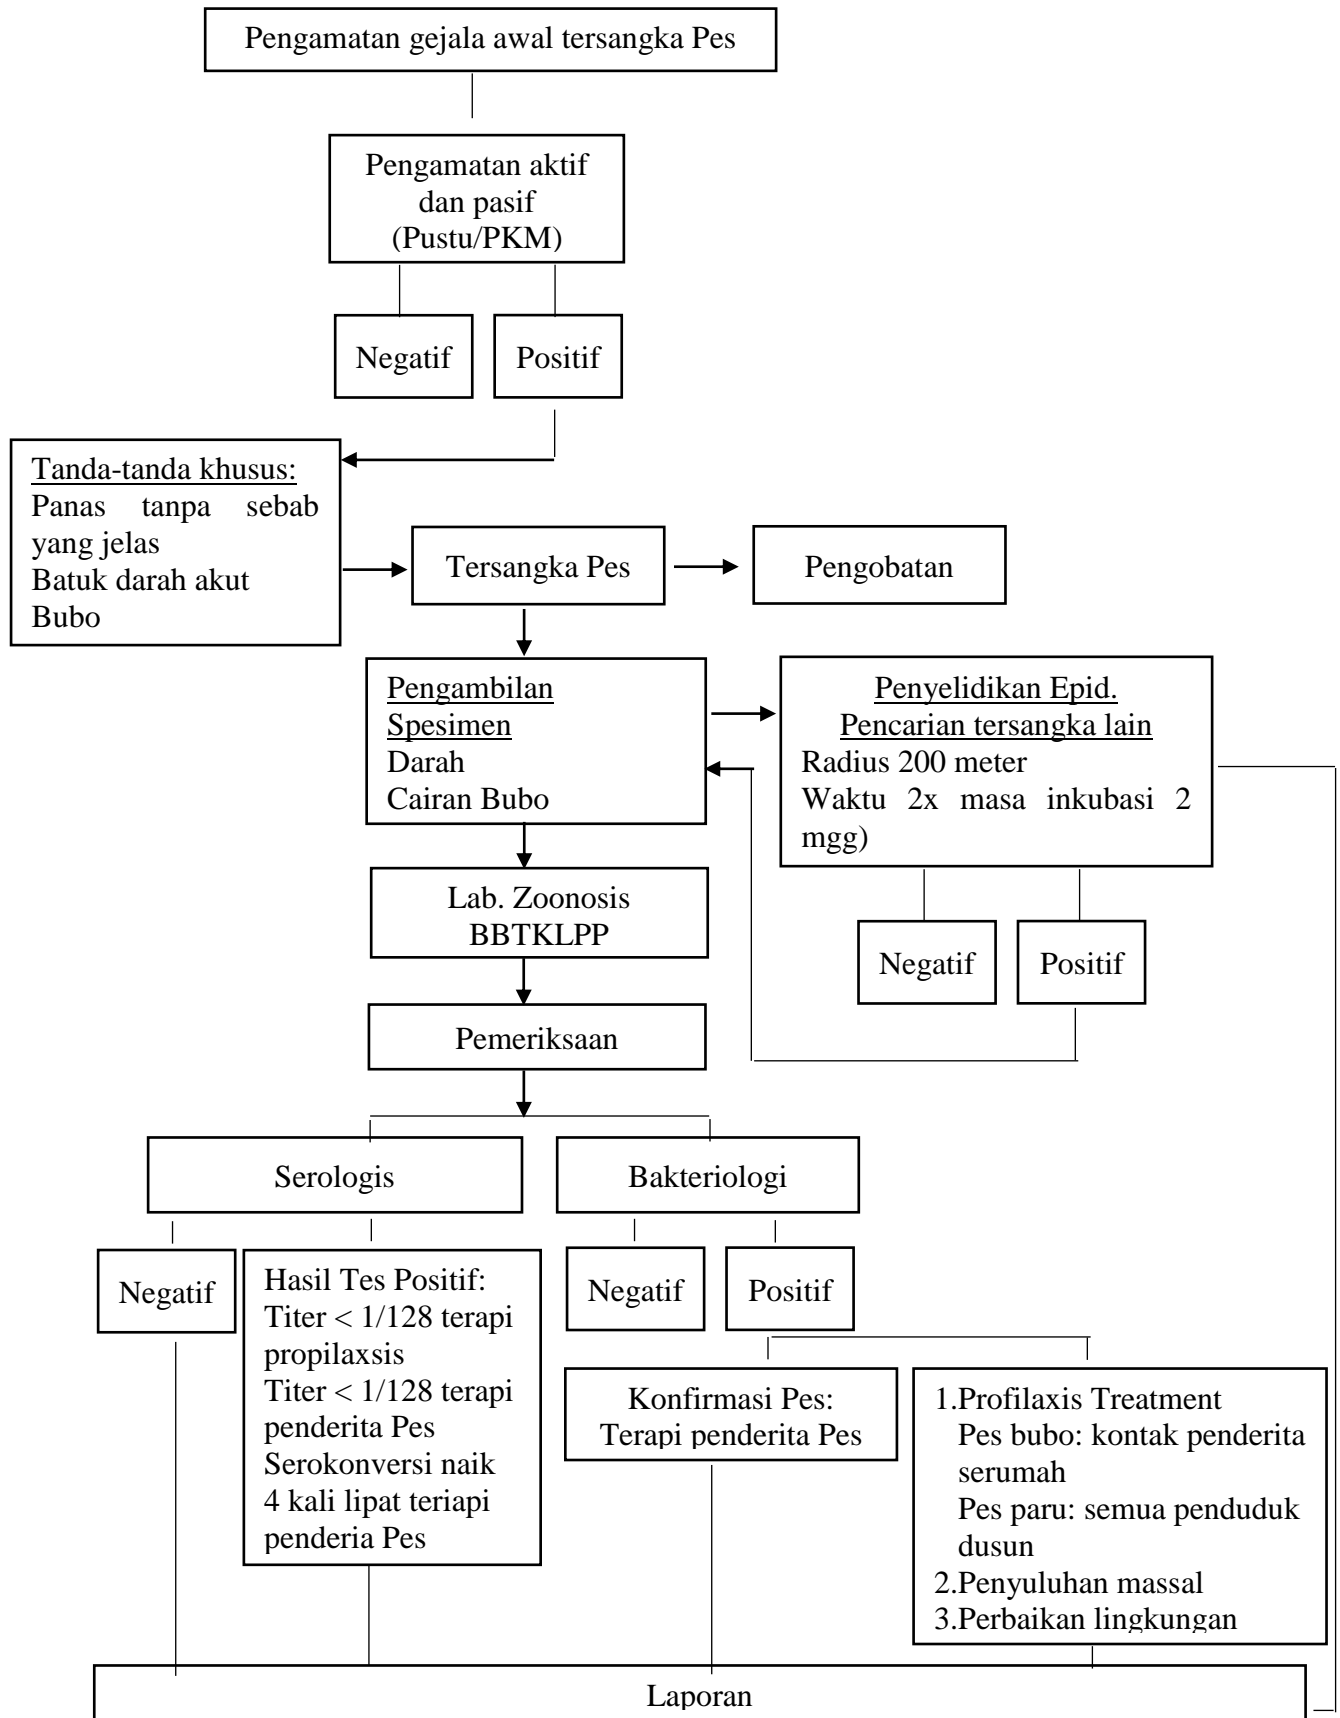 Pengamatan gejala awal tersangka Pes
Pengamatan aktif
dan pasif
(Pustu/PKM)
Negatif
Positif
Tanda-tanda khusus:
Panas tanpa sebab
yang jelas
Batuk darah akut
Bubo
Tersangka Pes
Pengobatan
Pengambilan
Spesimen
Darah
Cairan Bubo
Penyelidikan Epid.
Pencarian tersangka lain
Radius 200 meter
Waktu 2x masa inkubasi 2
mgg)
Lab. Zoonosis
BBTKLPP
Negatif
Positif
Pemeriksaan
Serologis
Bakteriologi
Negatif
Hasil Tes Positif:
Titer < 1/128 terapi
propilaxsis
Titer < 1/128 terapi
penderita Pes
Serokonversi naik
4 kali lipat teriapi
penderia Pes
Negatif
Positif
Konfirmasi Pes:
Terapi penderita Pes
1.Profilaxis Treatment
Pes bubo: kontak penderita
serumah
Pes paru: semua penduduk
dusun
2.Penyuluhan massal
3.Perbaikan lingkungan
Laporan